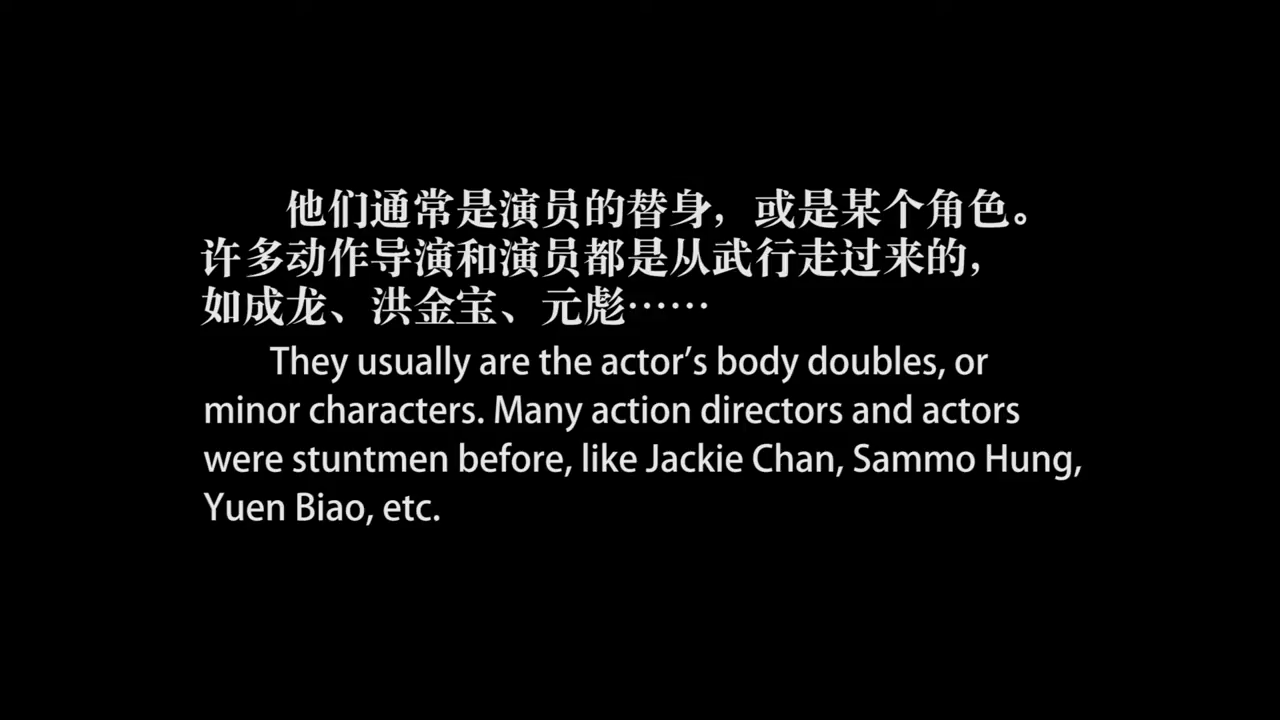 他们通常是演员的替身，或是某个角色。
许多动作导演和演员都是从武行走过来的，
如成龙、洪金宝、元彪……
They usually are the actor's body doubles, or
minor characters. Many action directors and actors
were stuntmen before, like Jackie Chan, Sammo Hung,
Yuen Biao, etc.